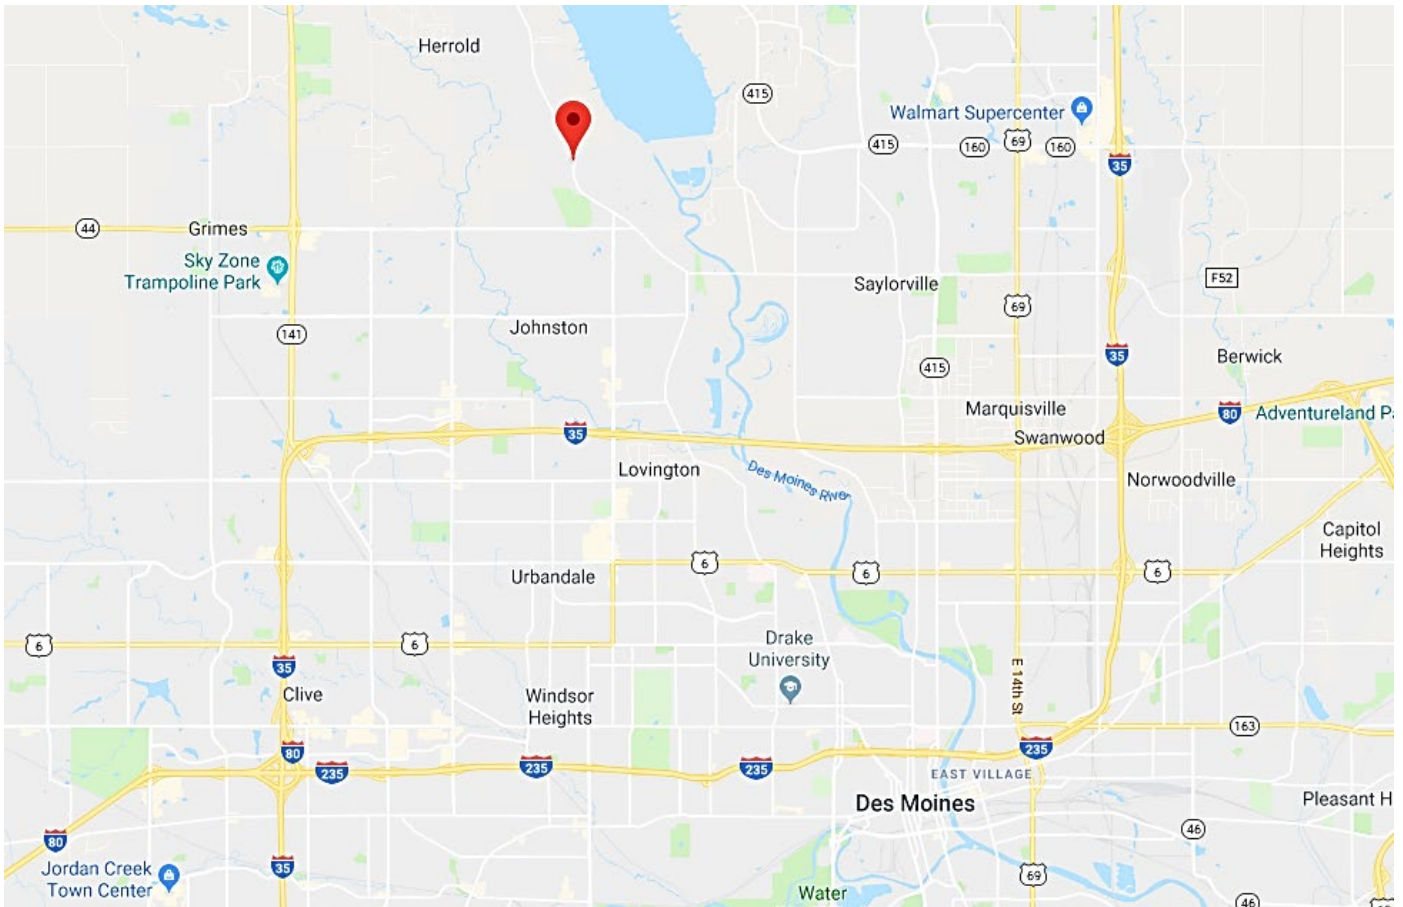 Herrold
415
Walmart Supercenter
415
160
69
160
35
44
Grimes
Sky Zone
Trampoline Park
Saylorville
F52
69
Johnston
141
35
Berwick
415
Marquisville
80
Adventureland Pa
35
Swanwood
Lovington
Des Moines River
Norwoodville
Capitol
Heights
6
6
6
Urbandale
6
6
Drake
University
35
E 14th St
Clive
Windsor
Heights
163
80
235
235
235
235
EAST VILLAGE
Des Moines
Pleasant H
46
80
Jordan Creek
Town Center
35
69
Water
46